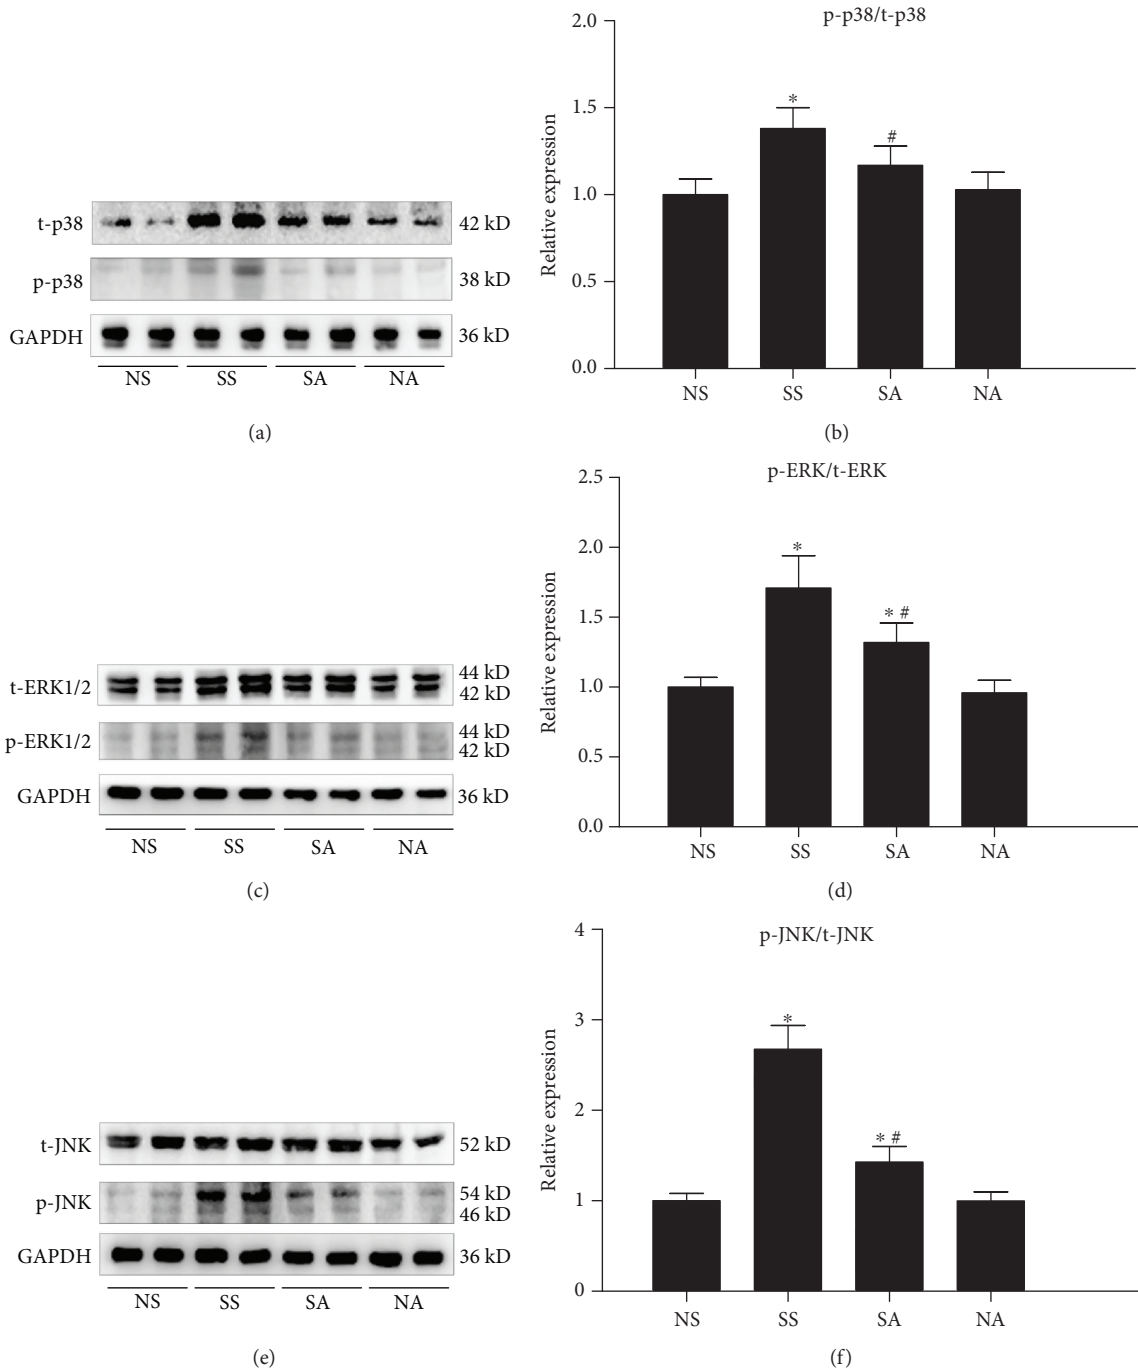 t-p38
42 kD
p-p38
38 kD
GAPDH
36 kD
NS SS SA NA
(a)
p-p38/t-p38
Relative expression
2.0
1.5
1.0
0.5
0.0
*
#
NS SS SA NA
(b)
t-ERK1/2
44 kD
42 kD
p-ERK1/2
44 kD
42 kD
GAPDH
36 kD
NS SS SA NA
(c)
p-ERK/t-ERK
Relative expression
2.5
2.0
1.5
1.0
0.5
0.0
*
* #
NS SS SA NA
(d)
t-JNK
52 kD
p-JNK
54 kD
46 kD
GAPDH
36 kD
NS SS SA NA
(e)
p-JNK/t-JNK
Relative expression
4
3
2
1
0
*
* #
NS SS SA NA
(f)